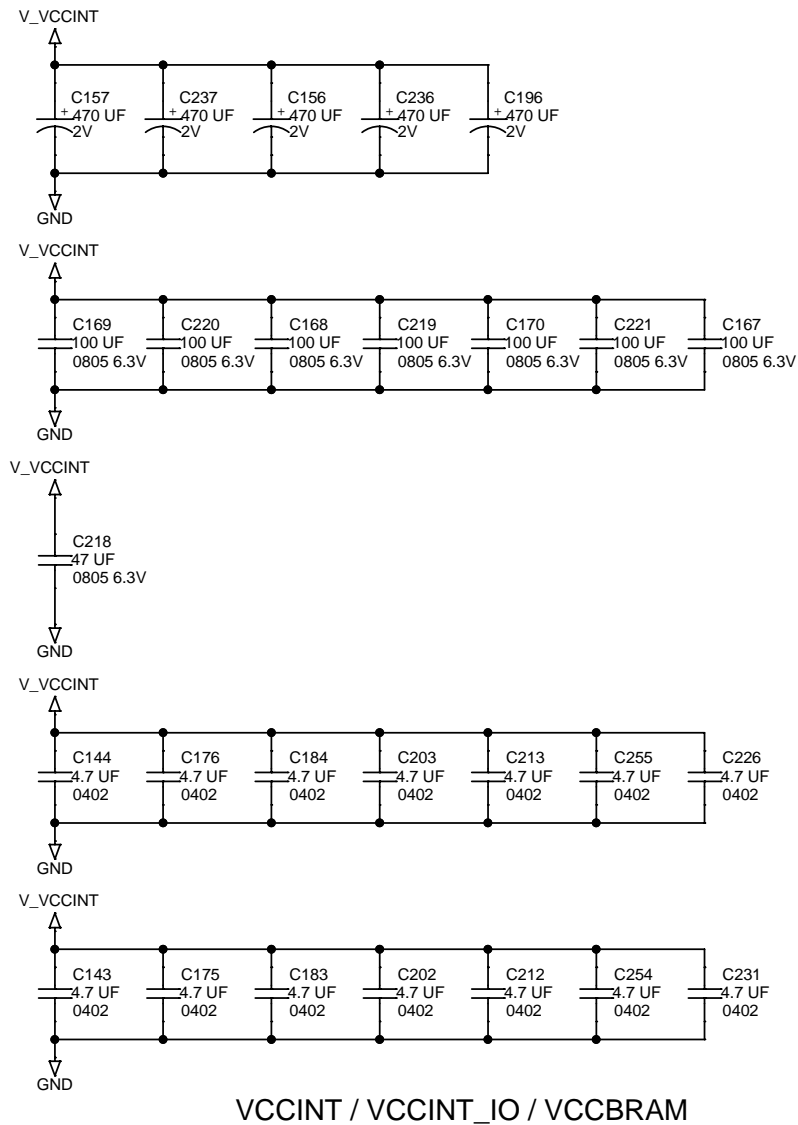 V_VCCINT
C157 C237 C156 C236 C196
+ 470 UF + 470 UF + 470 UF + 470 UF + 470 UF
2V 2V 2V 2V 2V
GND
V_VCCINT
C169 C220 C168 C219 C170 C221 C167
100 UF 100 UF 100 UF 100 UF 100 UF 100 UF 100 UF
0805 6.3V 0805 6.3V 0805 6.3V 0805 6.3V 0805 6.3V 0805 6.3V 0805 6.3V
GND
V_VCCINT
C218
47 UF
0805 6.3V
GND
V_VCCINT
C144 C176 C184 C203 C213 C255 C226
4.7 UF 4.7 UF 4.7 UF 4.7 UF 4.7 UF 4.7 UF 4.7 UF
0402 0402 0402 0402 0402 0402 0402
GND
V_VCCINT
C143 C175 C183 C202 C212 C254 C231
4.7 UF 4.7 UF 4.7 UF 4.7 UF 4.7 UF 4.7 UF 4.7 UF
0402 0402 0402 0402 0402 0402 0402
GND
VCCINT / VCCINT_IO / VCCBRAM